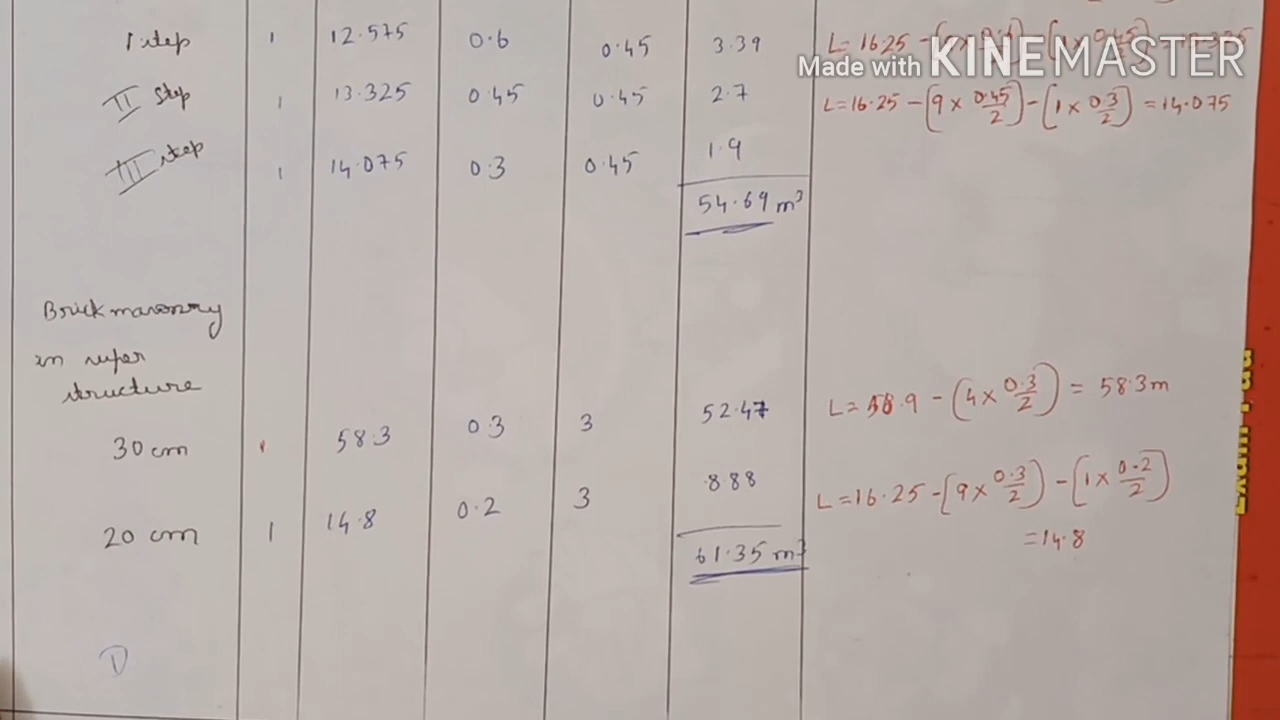 I step 1 12.575 0.6 0.45 3.39 L= 16.25
Made with KINEMASTER
II step 1 13.325 0.45 0.45 2.7 L=16.25 - (9 x 0.45/2) - (1 x 0.3/2) = 14.075
III step 1 14.075 0.3 0.45 1.9
54.69 m³
Brick masonry
in super
structure
30 cm 58.3 0.3 3 52.47 L= 58.9 - (4 x 0.3/2) = 58.3m
20 cm 1 14.8 0.2 3 8.88 L=16.25 - (9 x 0.3/2) - (1 x 0.2/2)
=14.8
61.35 m³
D